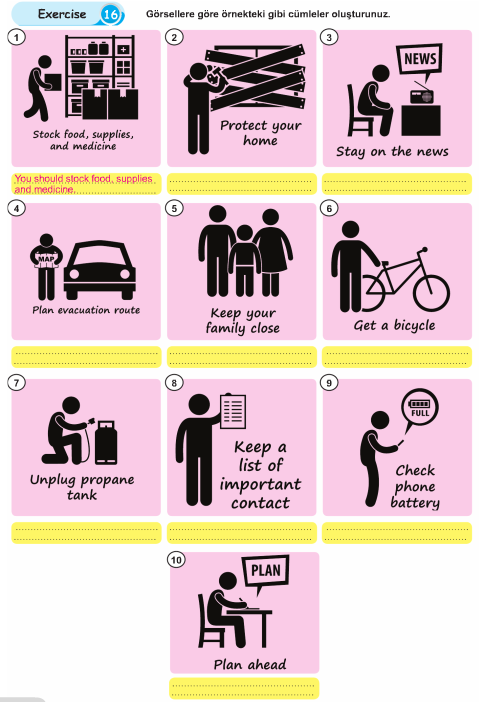 Exercise 16 Görsellere göre örnekteki gibi cümleler oluşturunuz.
1
Stock food, supplies,
and medicine
You should stock food, supplies
and medicine.
2
Protect your
home
3
NEWS
Stay on the news
4
MAP
Plan evacuation route
5
Keep your
family close
6
Get a bicycle
7
Unplug propane
tank
8
Keep a
list of
important
contact
9
FULL
Check
phone
battery
10
PLAN
Plan ahead